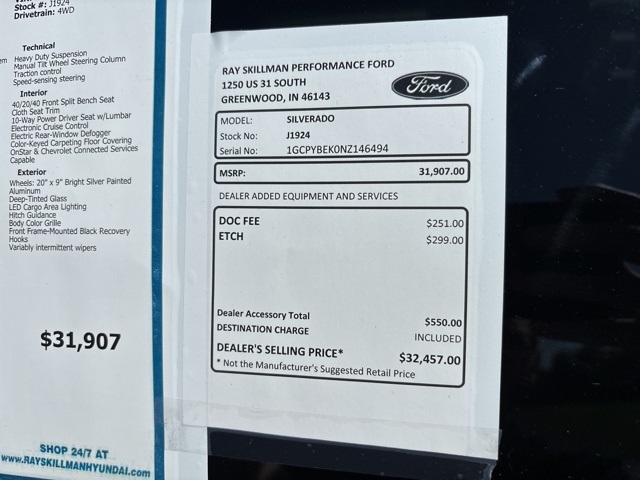 Stock #: J1924
Drivetrain: 4WD
Technical
Heavy Duty Suspension
Manual Tilt Wheel Steering Column
Traction control
Speed-sensing steering
Interior
40/20/40 Front Split Bench Seat
Cloth Seat Trim
10-Way Power Driver Seat w/Lumbar
Electronic Cruise Control
Electric Rear-Window Defogger
Color-Keyed Carpeting Floor Covering
OnStar & Chevrolet Connected Services
Capable
Exterior
Wheels: 20" x 9" Bright Silver Painted
Aluminum
Deep-Tinted Glass
LED Cargo Area Lighting
Hitch Guidance
Body Color Grille
Front Frame-Mounted Black Recovery
Hooks
Variably intermittent wipers
$31,907
SHOP 24/7 AT
www.RAYSKILLMANHYUNDAI.com
RAY SKILLMAN PERFORMANCE FORD
1250 US 31 SOUTH
GREENWOOD, IN 46143
Ford
MODEL: SILVERADO
Stock No: J1924
Serial No: 1GCPYBEK0NZ146494
MSRP: 31,907.00
DEALER ADDED EQUIPMENT AND SERVICES
DOC FEE $251.00
ETCH $299.00
Dealer Accessory Total $550.00
DESTINATION CHARGE INCLUDED
DEALER'S SELLING PRICE* $32,457.00
* Not the Manufacturer's Suggested Retail Price